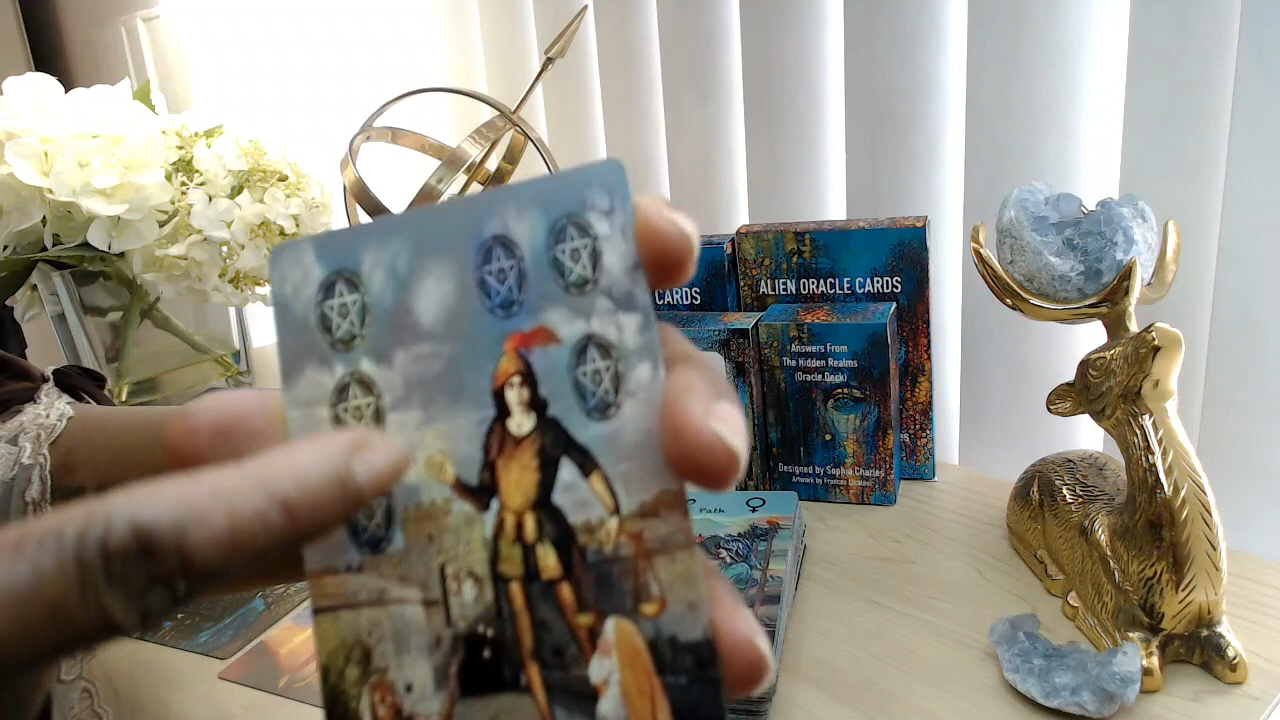 CARDS
ALIEN ORACLE CARDS
Answers From
The Hidden Realms
(Oracle Deck)
Designed by Sophia Charles
Artwork by Frances
Path